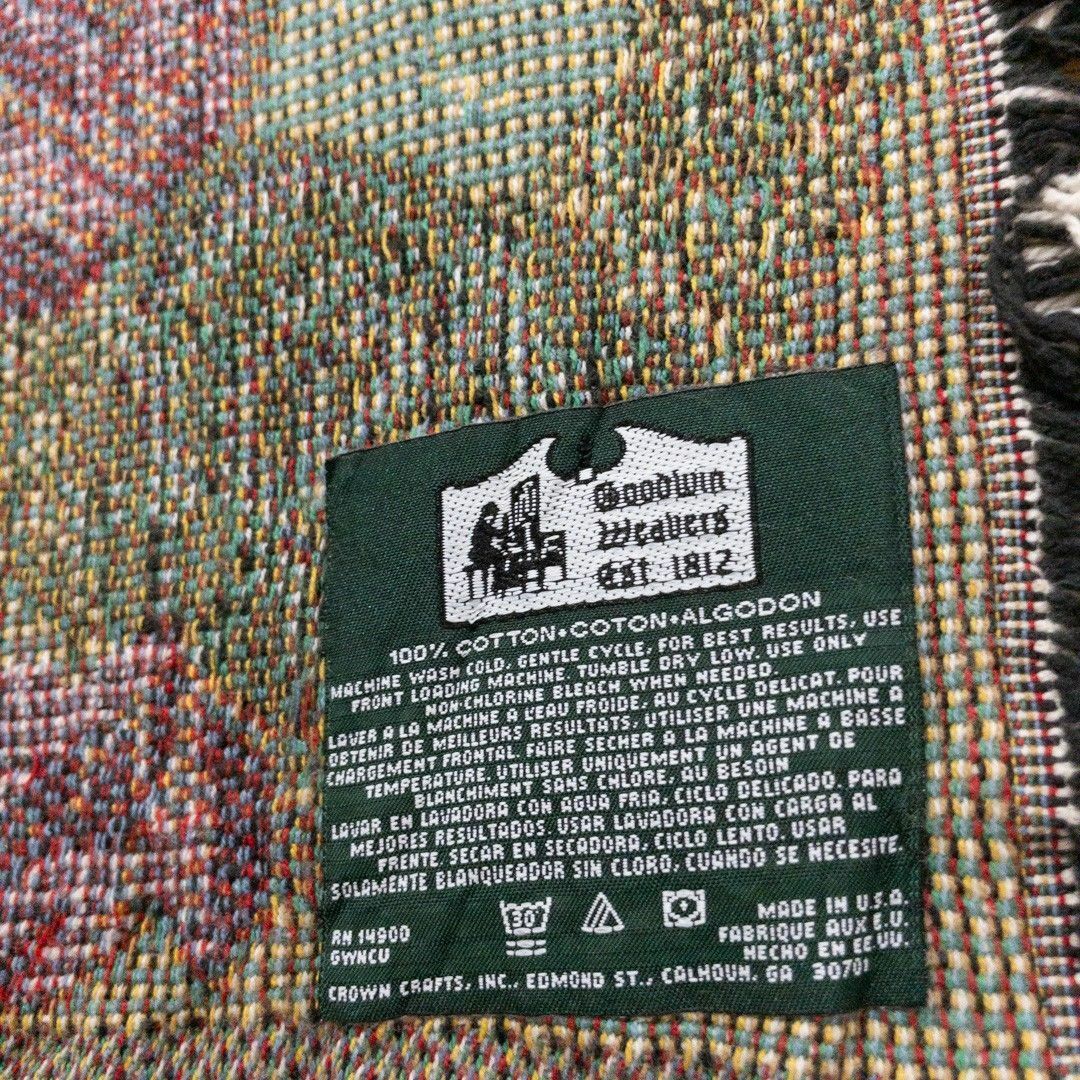 Goodwin
Weavers
Est 1812
100% COTTON•COTON•ALGODON
MACHINE WASH COLD, GENTLE CYCLE, FOR BEST RESULTS, USE
FRONT LOADING MACHINE, TUMBLE DRY LOW, USE ONLY
NON-CHLORINE BLEACH WHEN NEEDED.
LAVER A LA MACHINE A L'EAU FROIDE, AU CYCLE DELICAT. POUR
OBTENIR DE MEILLEURS RESULTATS, UTILISER UNE MACHINE A
CHARGEMENT FRONTAL. FAIRE SECHER A LA MACHINE A BASSE
TEMPERATURE. UTILISER UNIQUEMENT UN AGENT DE
BLANCHIMENT SANS CHLORE, AU BESOIN
LAVAR EN LAVADORA CON AGUA FRIA, CICLO DELICADO, PARA
MEJORES RESULTADOS, USAR LAVADORA CON CARGA AL
FRENTE SECAR EN SECADORA, CICLO LENTO. USAR
SOLAMENTE BLANQUEADOR SIN CLORO, CUANDO SE NECESITE.
30°
MADE IN U.S.A.
RN 14900
FABRIQUE AUX E.U.
GWNCU
HECHO EN EE UU.
CROWN CRAFTS, INC., EDMOND ST., CALHOUN, GA 30701